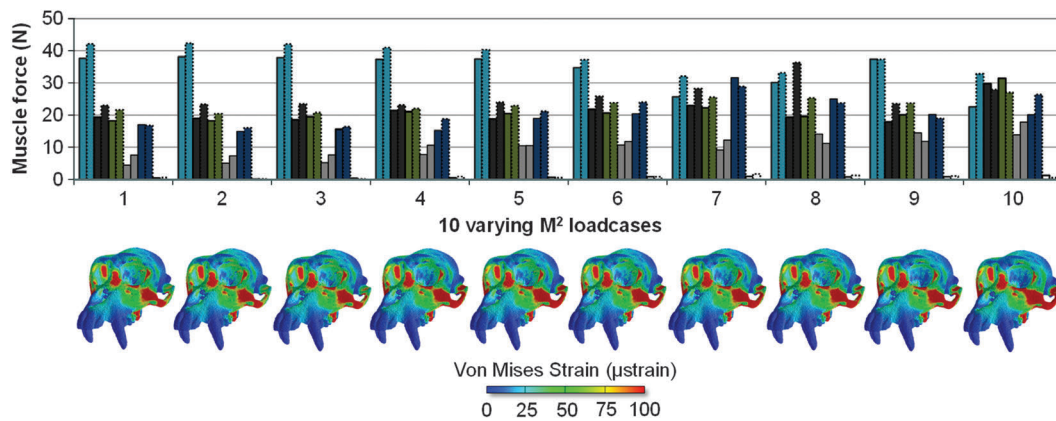 Muscle force (N)
50
40
30
20
10
0
1 2 3 4 5 6 7 8 9 10
10 varying M² loadcases
Von Mises Strain (µstrain)
0 25 50 75 100